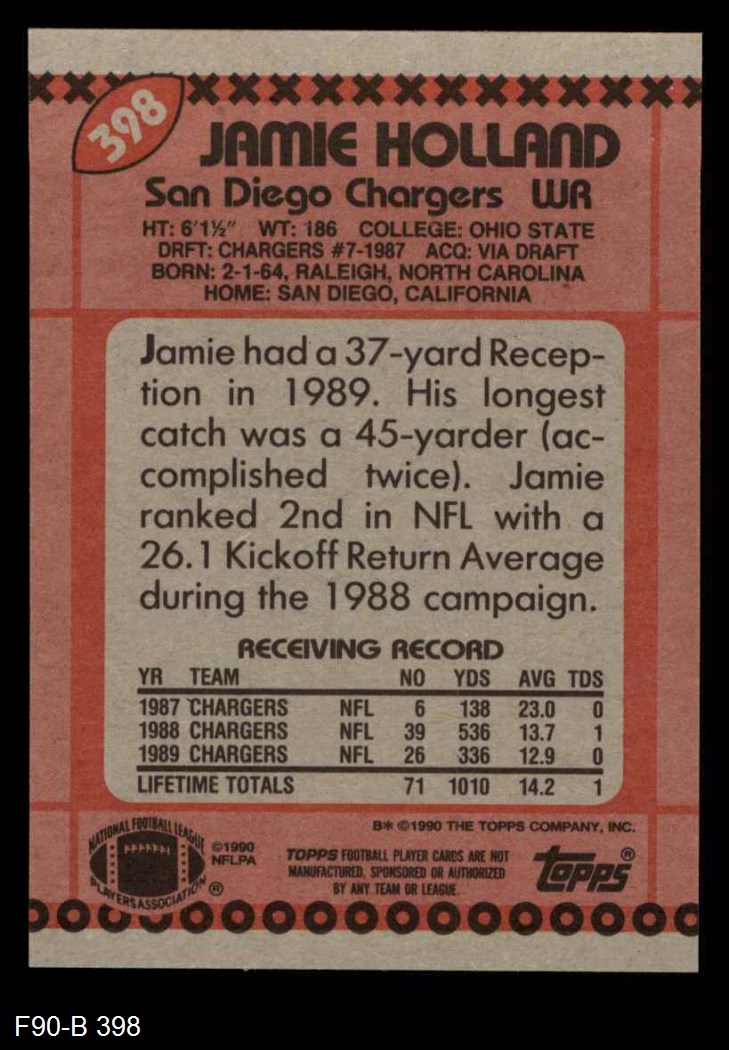 398
JAMIE HOLLAND
San Diego Chargers WR
HT: 6'1½" WT: 186 COLLEGE: OHIO STATE
DRFT: CHARGERS #7-1987 ACQ: VIA DRAFT
BORN: 2-1-64, RALEIGH, NORTH CAROLINA
HOME: SAN DIEGO, CALIFORNIA
Jamie had a 37-yard Recep-
tion in 1989. His longest
catch was a 45-yarder (ac-
complished twice). Jamie
ranked 2nd in NFL with a
26.1 Kickoff Return Average
during the 1988 campaign.
RECEIVING RECORD
YR TEAM NO YDS AVG TDS
1987 CHARGERS NFL 6 138 23.0 0
1988 CHARGERS NFL 39 536 13.7 1
1989 CHARGERS NFL 26 336 12.9 0
LIFETIME TOTALS 71 1010 14.2 1
B* ©1990 THE TOPPS COMPANY, INC.
NATIONAL FOOTBALL LEAGUE
PLAYERS ASSOCIATION ®
©1990
NFLPA
TOPPS FOOTBALL PLAYER CARDS ARE NOT
MANUFACTURED, SPONSORED OR AUTHORIZED
BY ANY TEAM OR LEAGUE.
topps®
F90-B 398